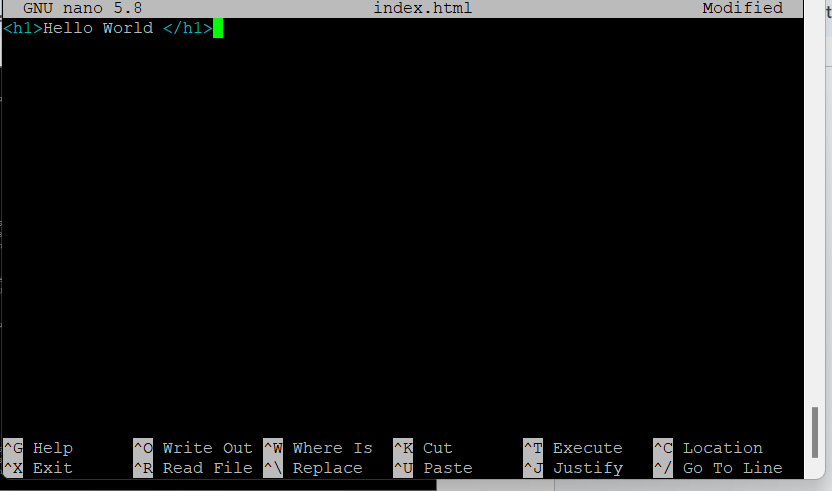 GNU nano 5.8 index.html Modified
<h1>Hello World </h1>
^G Help ^O Write Out ^W Where Is ^K Cut ^T Execute ^C Location
^X Exit ^R Read File ^\ Replace ^U Paste ^J Justify ^/ Go To Line